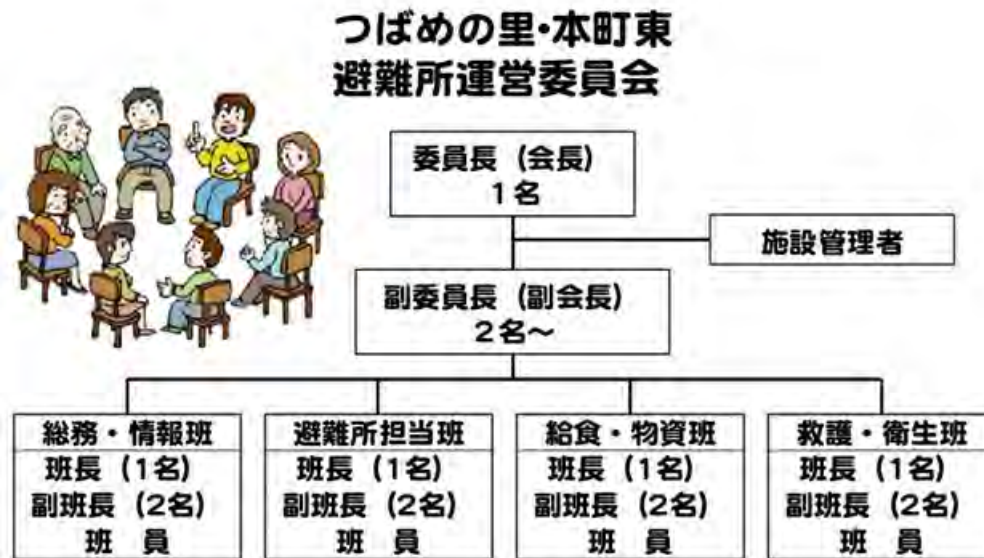 つばめの里・本町東
避難所運営委員会
委員長（会長）
１名
施設管理者
副委員長（副会長）
２名～
総務・情報班
班長（1名）
副班長（2名）
班　員
避難所担当班
班長（1名）
副班長（2名）
班　員
給食・物資班
班長（1名）
副班長（2名）
班　員
救護・衛生班
班長（1名）
副班長（2名）
班　員